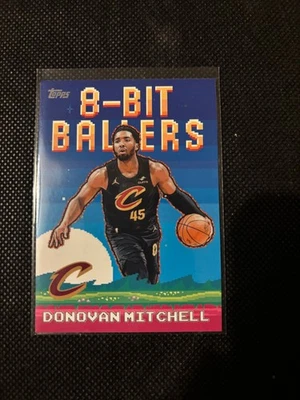 Topps
8-BIT
BALLERS
C
45
C
DONOVAN MITCHELL